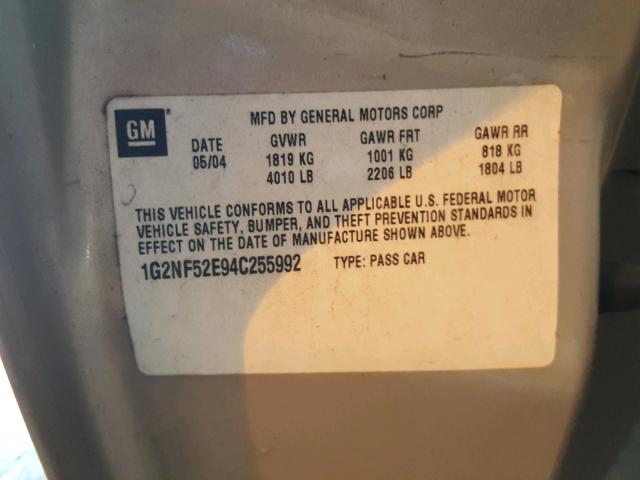 GM
MFD BY GENERAL MOTORS CORP
DATE GVWR GAWR FRT GAWR RR
05/04 1819 KG 1001 KG 818 KG
4010 LB 2206 LB 1804 LB
THIS VEHICLE CONFORMS TO ALL APPLICABLE U.S. FEDERAL MOTOR
VEHICLE SAFETY, BUMPER, AND THEFT PREVENTION STANDARDS IN
EFFECT ON THE DATE OF MANUFACTURE SHOWN ABOVE.
1G2NF52E94C255992 TYPE: PASS CAR